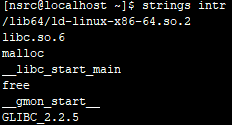 [nsrc@localhost ~]$ strings intr
/lib64/ld-linux-x86-64.so.2
libc.so.6
malloc
__libc_start_main
free
__gmon_start__
GLIBC_2.2.5